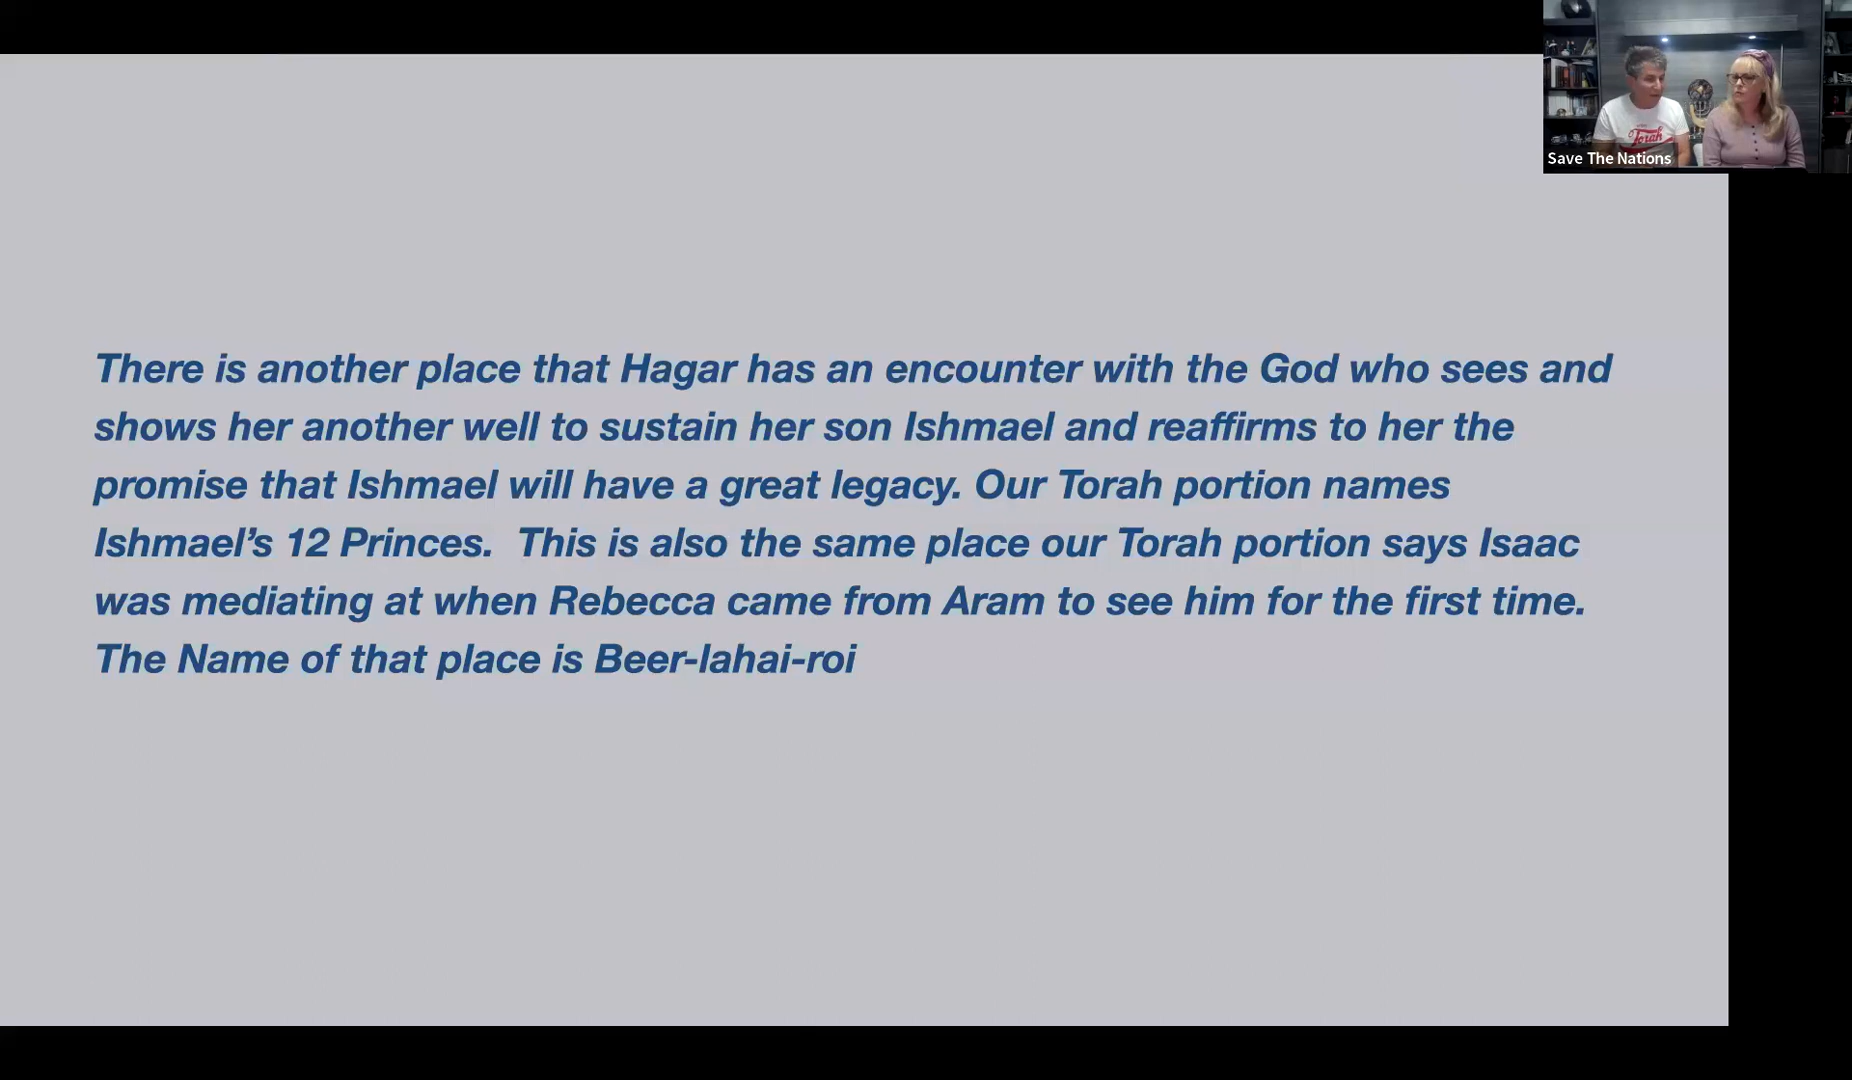 There is another place that Hagar has an encounter with the God who sees and
shows her another well to sustain her son Ishmael and reaffirms to her the
promise that Ishmael will have a great legacy. Our Torah portion names
Ishmael’s 12 Princes.  This is also the same place our Torah portion says Isaac
was mediating at when Rebecca came from Aram to see him for the first time.
The Name of that place is Beer-lahai-roi
Save The Nations
Torah